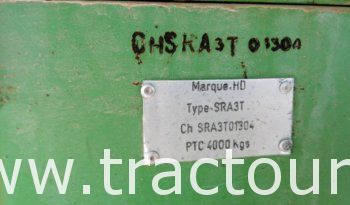 CHSRA3T 01304
Marque.HD
Type-SRA3T
Ch SRA3T01304
PTC 4000 Kgs
www.tractour